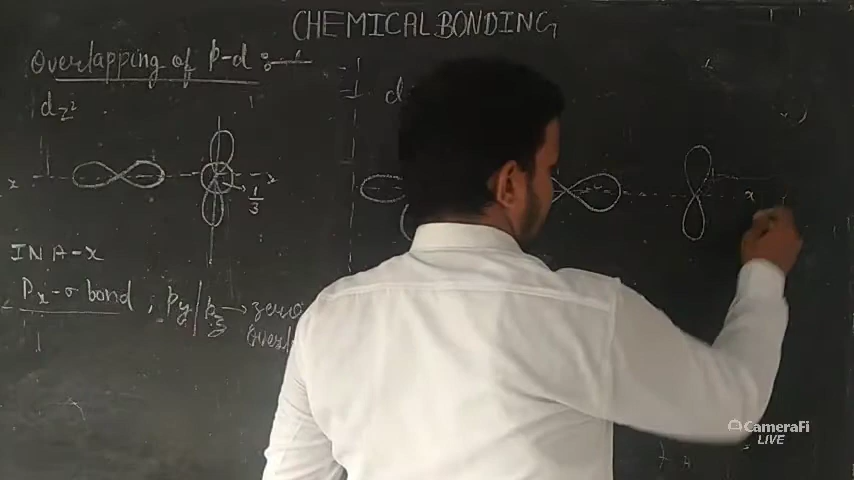 CHEMICAL BONDING
Overlapping of p-d :-
d
dz²
x
x
1/3
x
IN A-x
Px-σ bond , Py/Pz → zero
CameraFi
LIVE